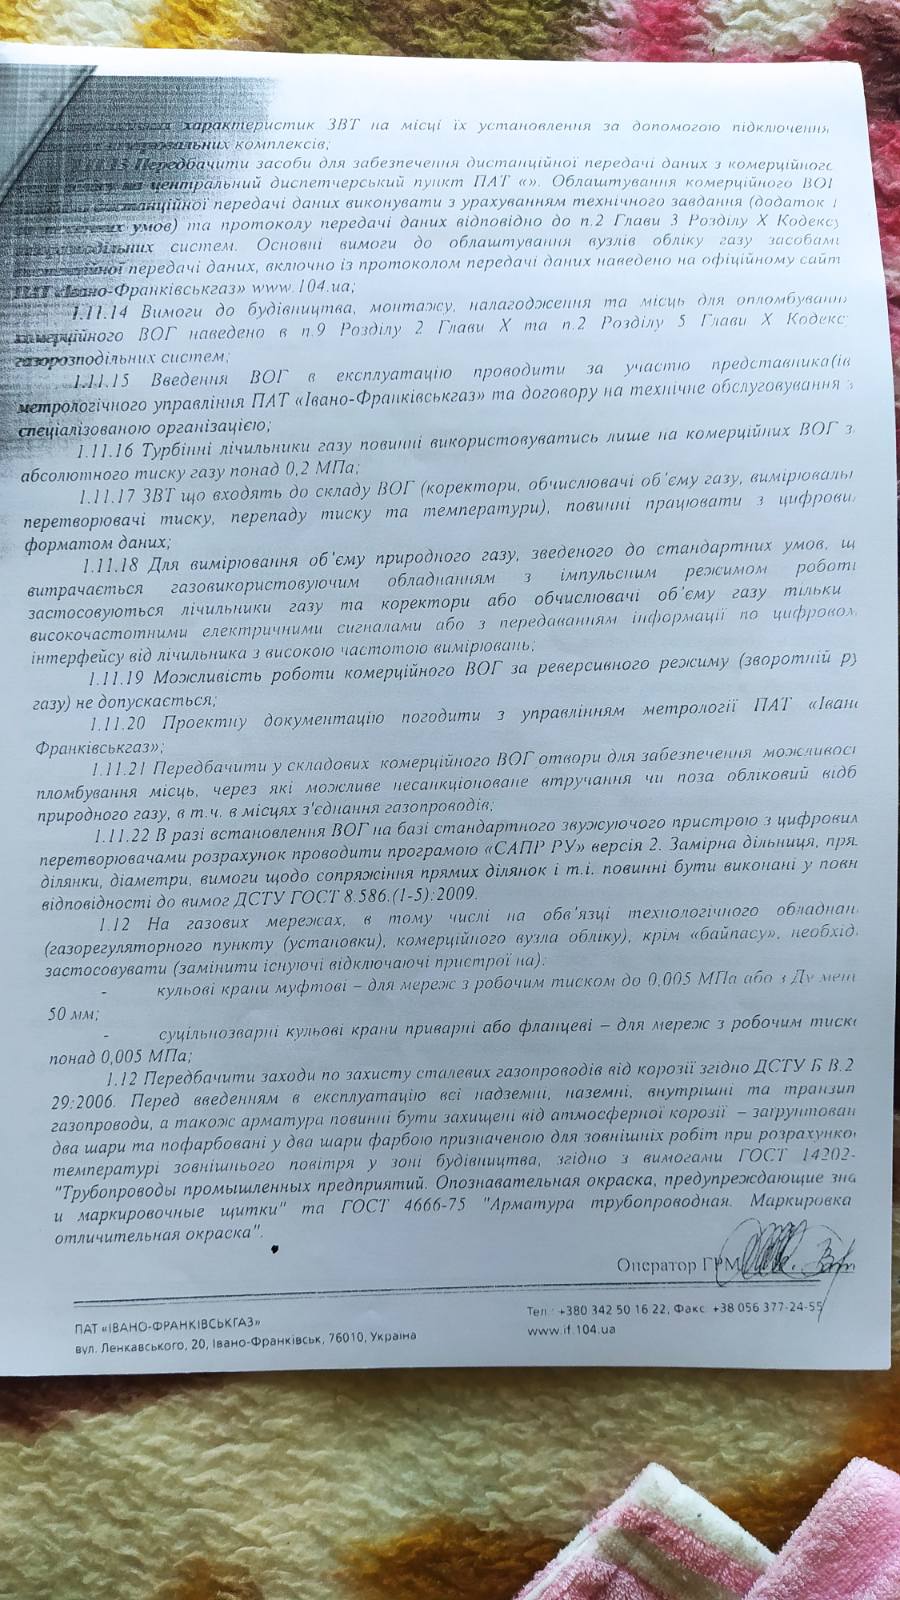 характеристик ЗВТ на місці їх установлення за допомогою підключення
комплексів;
1.11.13 Передбачити засоби для забезпечення дистанційної передачі даних з комерційного
на центральний диспетчерський пункт ПАТ «». Облаштування комерційного ВОГ
дистанційної передачі даних виконувати з урахуванням технічного завдання (додаток 1
умов) та протоколу передачі даних відповідно до п.2 Глави 3 Розділу X Кодексу
газорозподільних систем. Основні вимоги до облаштування вузлів обліку газу засобами
дистанційної передачі даних, включно із протоколом передачі даних наведено на офіційному сайт
ПАТ «Івано-Франківськгаз» www.104.ua;
1.11.14 Вимоги до будівництва, монтажу, налагодження та місць для опломбуванн
комерційного ВОГ наведено в п.9 Розділу 2 Глави X та п.2 Розділу 5 Глави X Кодекс
газорозподільних систем;
1.11.15 Введення ВОГ в експлуатацію проводити за участю представника(ів
метрологічного управління ПАТ «Івано-Франківськгаз» та договору на технічне обслуговування з
спеціалізованою організацією;
1.11.16 Турбінні лічильники газу повинні використовуватись лише на комерційних ВОГ з
абсолютного тиску газу понад 0,2 МПа;
1.11.17 ЗВТ що входять до складу ВОГ (коректори, обчислювачі об'єму газу, вимірювальн
перетворювачі тиску, перепаду тиску та температури), повинні працювати з цифрови
форматом даних;
1.11.18 Для вимірювання об'єму природного газу, зведеного до стандартних умов, щ
витрачається газовикористовуючим обладнанням з імпульсним режимом роботи
застосовуються лічильники газу та коректори або обчислювачі об'єму газу тільки
високочастотними електричними сигналами або з передаванням інформації по цифровом
інтерфейсу від лічильника з високою частотою вимірювань;
1.11.19 Можливість роботи комерційного ВОГ за реверсивного режиму (зворотній ру
газу) не допускається;
1.11.20 Проектну документацію погодити з управлінням метрології ПАТ «Івано
Франківськгаз»;
1.11.21 Передбачити у складових комерційного ВОГ отвори для забезпечення можливост
пломбування місць, через які можливе несанкціоноване втручання чи поза обліковий відб
природного газу, в т.ч. в місцях з'єднання газопроводів;
1.11.22 В разі встановлення ВОГ на базі стандартного звужуючого пристрою з цифровим
перетворювачами розрахунок проводити програмою «САПР РУ» версія 2. Замірна дільниця, пря
ділянки, діаметри, вимоги щодо сопряжіння прямих ділянок і т.і. повинні бути виконані у повн
відповідності до вимог ДСТУ ГОСТ 8.586.(1-5):2009.
1.12 На газових мережах, в тому числі на обв'язці технологічного обладнан
(газорегуляторного пункту (установки), комерційного вузла обліку), крім «байпасу», необхід
застосовувати (замінити існуючі відключаючі пристрої на):
- кульові крани муфтові – для мереж з робочим тиском до 0,005 МПа або з Ду мен
50 мм;
- суцільнозварні кульові крани приварні або фланцеві – для мереж з робочим тиско
понад 0,005 МПа;
1.12 Передбачити заходи по захисту сталевих газопроводів від корозії згідно ДСТУ Б В.2
29:2006. Перед введенням в експлуатацію всі надземні, наземні, внутрішні та транзит
газопроводи, а також арматура повинні бути захищені від атмосферної корозії – загрунтован
два шари та пофарбовані у два шари фарбою призначеною для зовнішніх робіт при розрахунко
температурі зовнішнього повітря у зоні будівництва, згідно з вимогами ГОСТ 14202-
"Трубопроводы промышленных предприятий. Опознавательная окраска, предупреждающие зна
и маркировочные щитки" та ГОСТ 4666-75 "Арматура трубопроводная. Маркировка
отличительная окраска".
Оператор ГРМ
ПАТ «ІВАНО-ФРАНКІВСЬКГАЗ»
вул. Ленкавського, 20, Івано-Франківськ, 76010, Україна
Тел.: +380 342 50 16 22, Факс: +38 056 377-24-55
www.if.104.ua